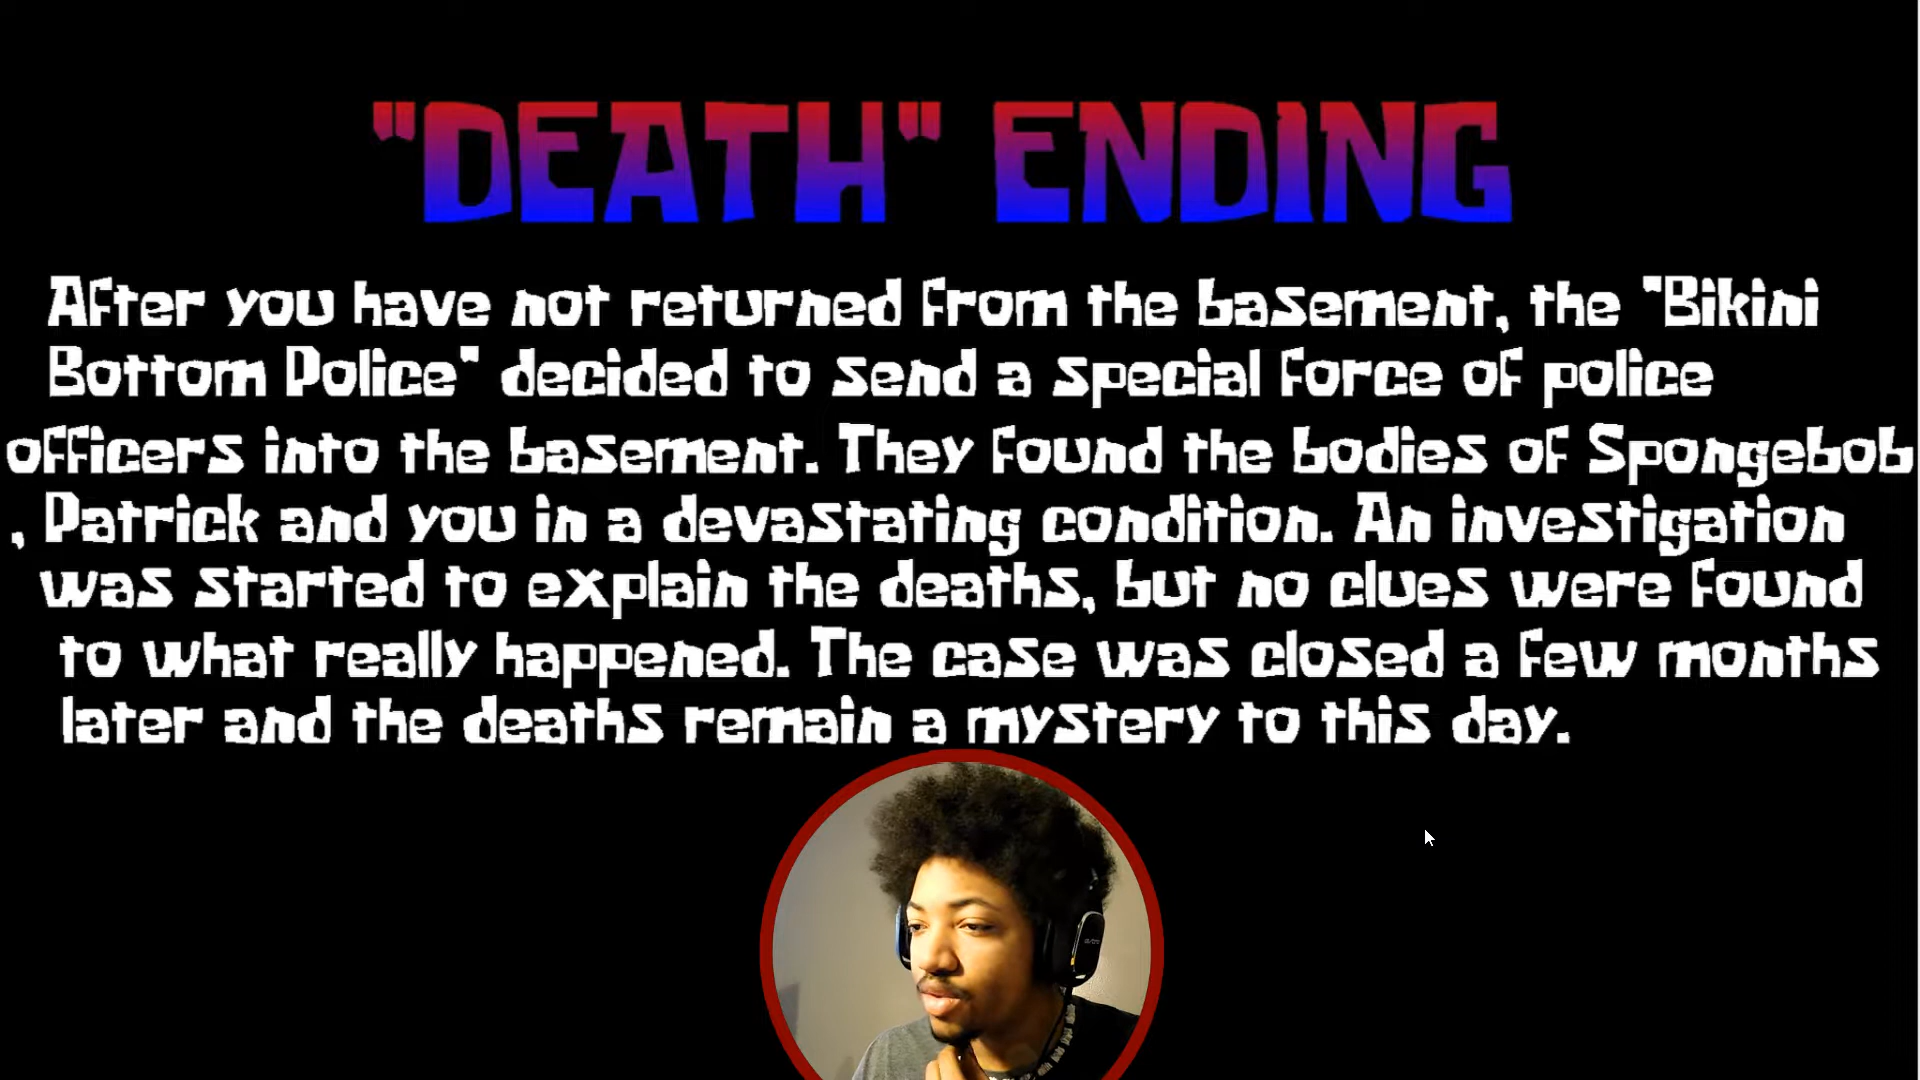 "DEATH" ENDING
After you have not returned from the basement, the "Bikini
Bottom Police" decided to send a special force of police
officers into the basement. They found the bodies of Spongebob
, Patrick and you in a devastating condition. An investigation
was started to explain the deaths, but no clues were found
to what really happened. The case was closed a few months
later and the deaths remain a mystery to this day.